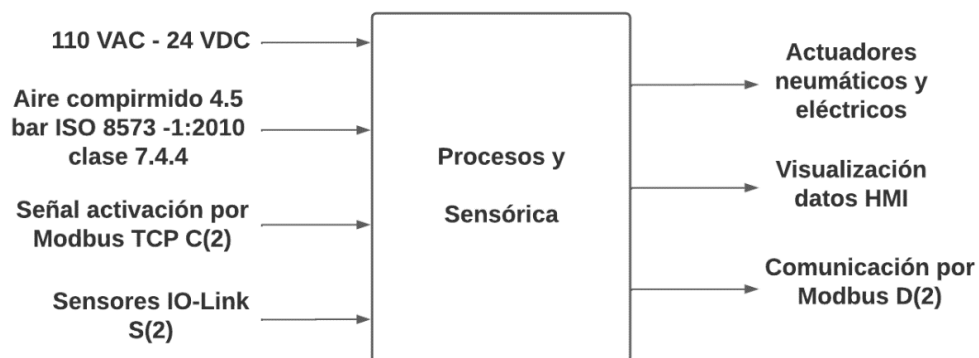 110 VAC - 24 VDC
Aire compirmido 4.5
bar ISO 8573 -1:2010
clase 7.4.4
Señal activación por
Modbus TCP C(2)
Sensores IO-Link
S(2)
Procesos y
Sensórica
Actuadores
neumáticos y
eléctricos
Visualización
datos HMI
Comunicación por
Modbus D(2)